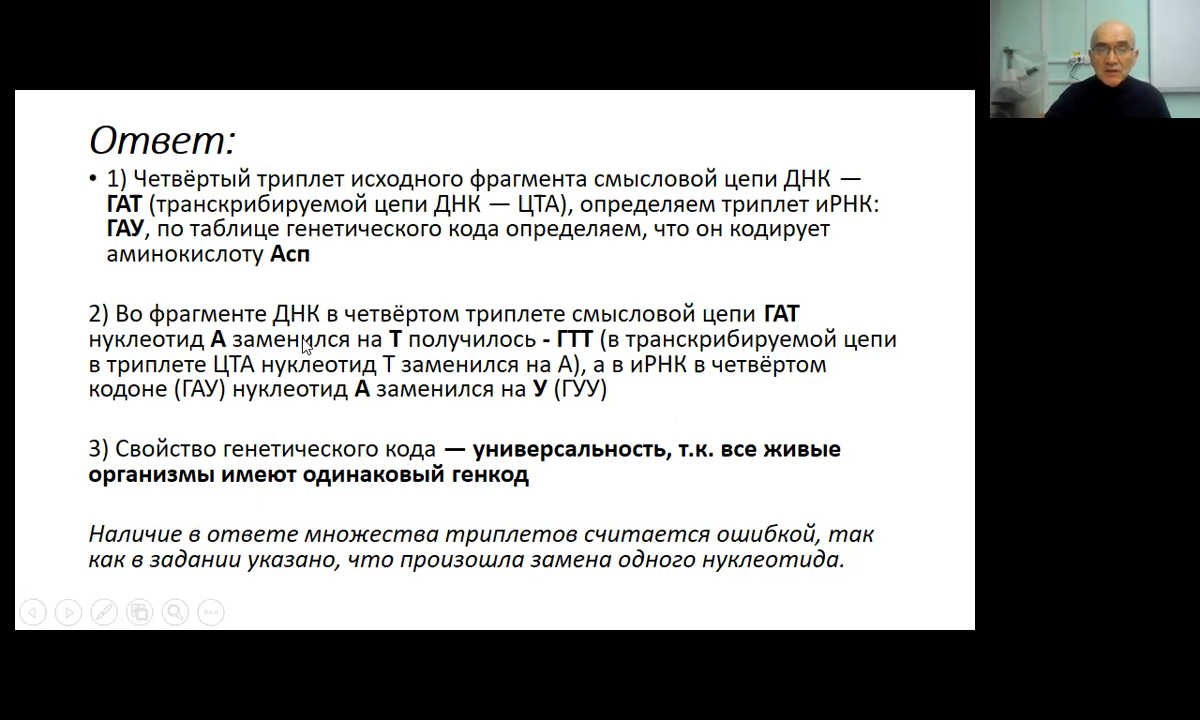 Ответ:
• 1) Четвёртый триплет исходного фрагмента смысловой цепи ДНК —
ГАТ (транскрибируемой цепи ДНК — ЦТА), определяем триплет иРНК:
ГАУ, по таблице генетического кода определяем, что он кодирует
аминокислоту Асп
2) Во фрагменте ДНК в четвёртом триплете смысловой цепи ГАТ
нуклеотид А заменился на Т получилось - ГТТ (в транскрибируемой цепи
в триплете ЦТА нуклеотид Т заменился на А), а в иРНК в четвёртом
кодоне (ГАУ) нуклеотид А заменился на У (ГУУ)
3) Свойство генетического кода — универсальность, т.к. все живые
организмы имеют одинаковый генкод
Наличие в ответе множества триплетов считается ошибкой, так
как в задании указано, что произошла замена одного нуклеотида.